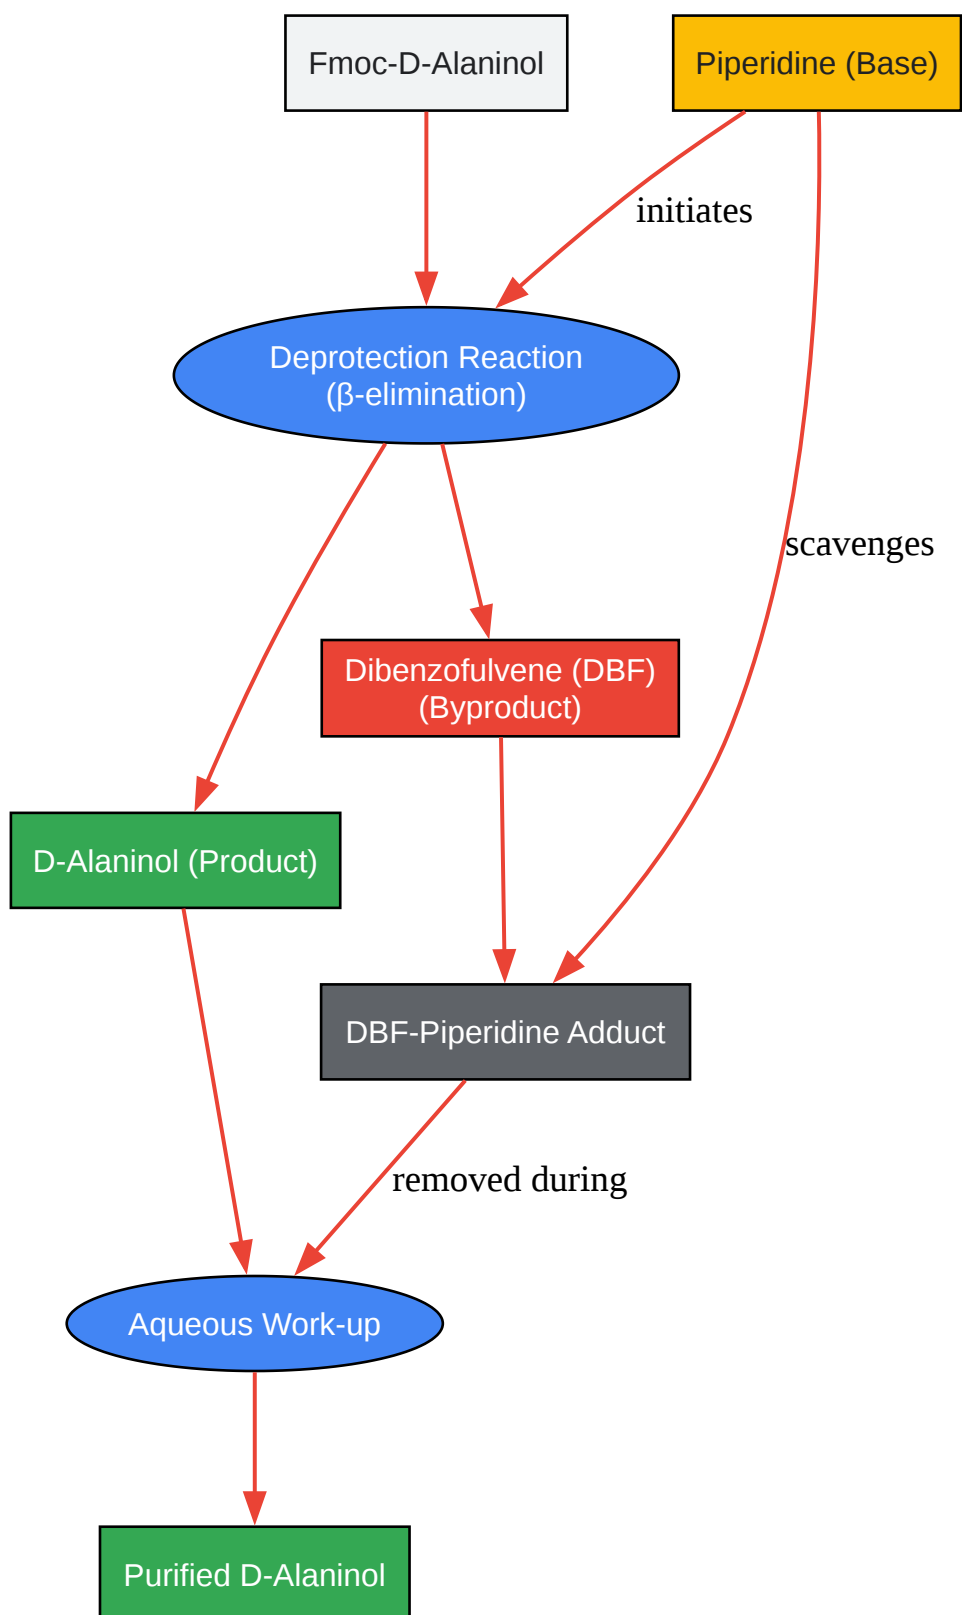 Fmoc-D-Alaninol
Piperidine (Base)
initiates
Deprotection Reaction
(β-elimination)
scavenges
Dibenzofulvene (DBF)
(Byproduct)
D-Alaninol (Product)
DBF-Piperidine Adduct
removed during
Aqueous Work-up
Purified D-Alaninol